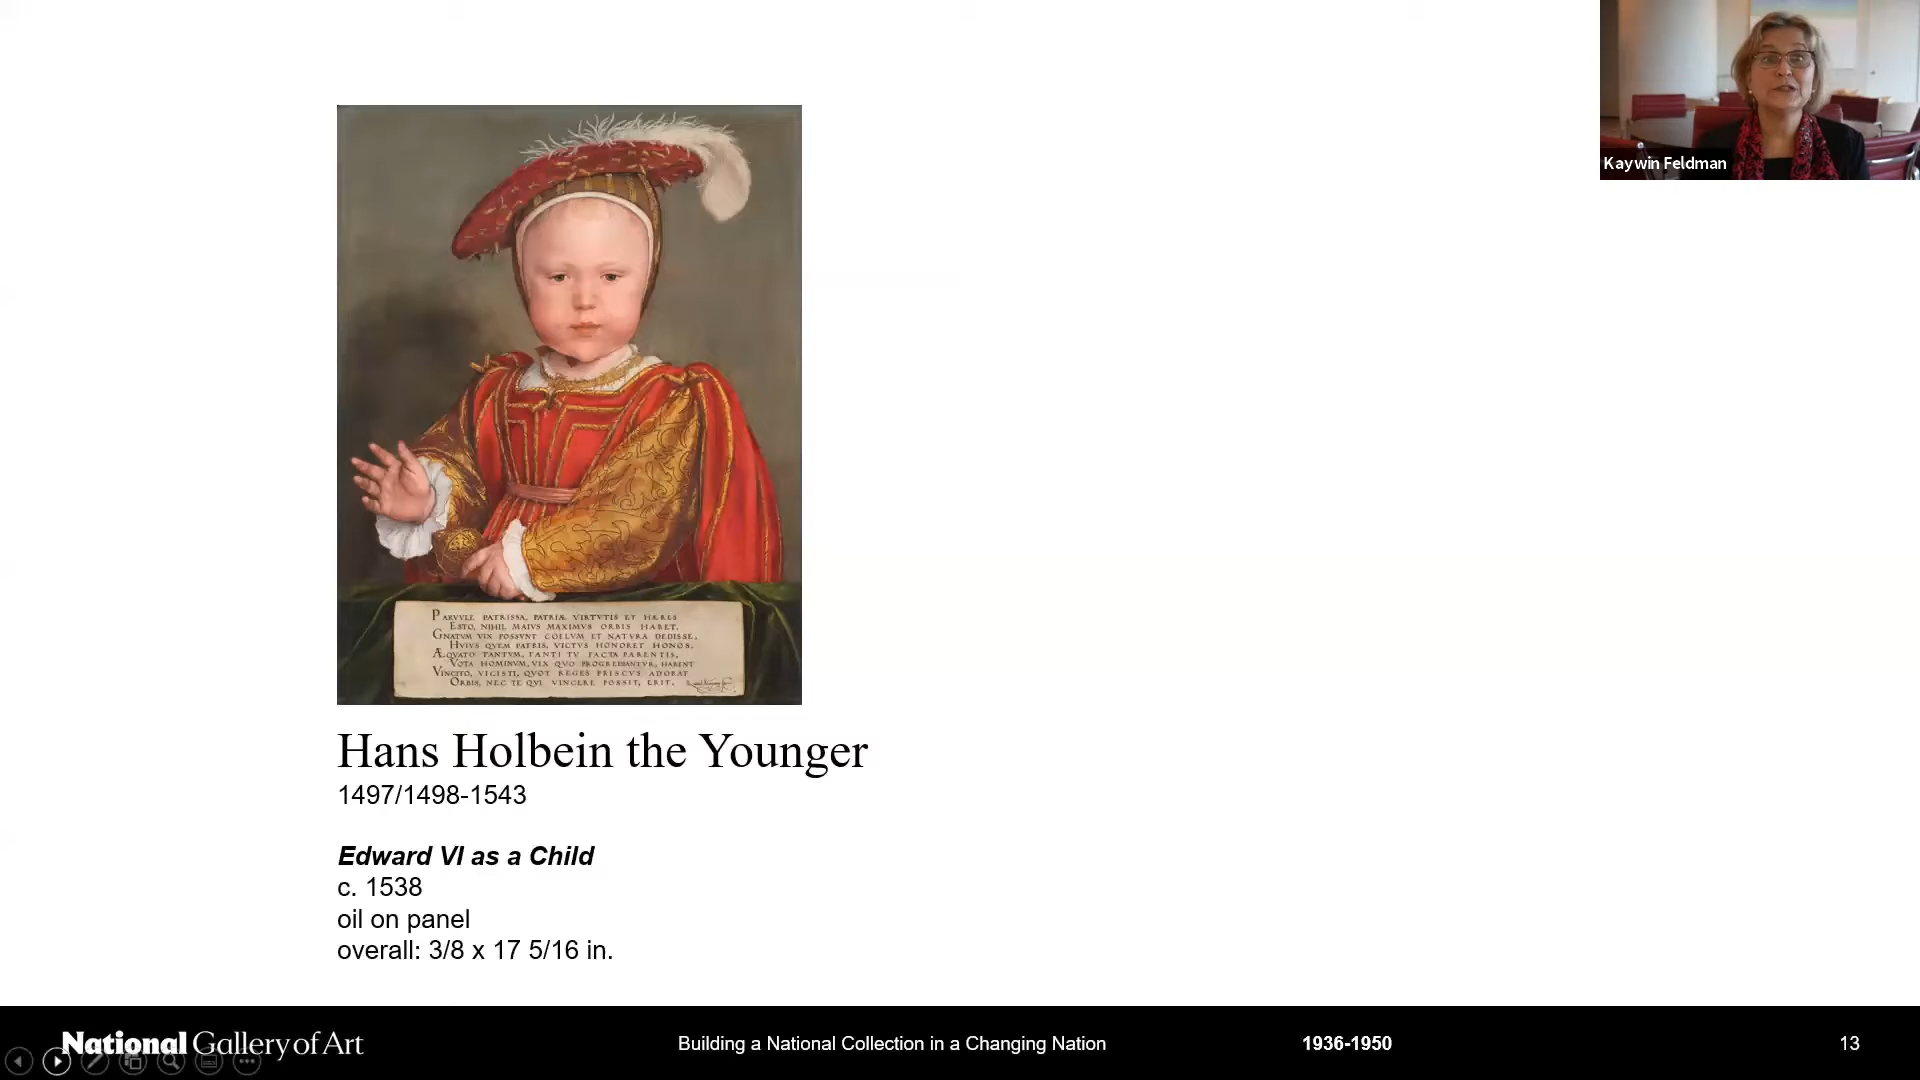 Kaywin Feldman
PARVVLE PATRISSA, PATRIÆ VIRTVTIS ET HÆRES
ESTO, NIHIL MAIVS MAXIMVS ORBIS HABET.
GNATVM VIX POSSVNT COELVM ET NATVRA DEDISSE,
HVIVS QVEM PATRIS, VICTVS HONORET HONOS.
ÆQVATO TANTVM, TANTI TV FACTA PARENTIS,
VOTA HOMINVM, VIX QVO PROGREDIANTVR, HABENT
VINCITO, VICISTI, QVOT REGES PRISCVS ADORAT
ORBIS, NEC TE QVI VINCERE POSSIT, ERIT.
Hans Holbein the Younger
1497/1498-1543
Edward VI as a Child
c. 1538
oil on panel
overall: 3/8 x 17 5/16 in.
National Gallery of Art
Building a National Collection in a Changing Nation
1936-1950
13